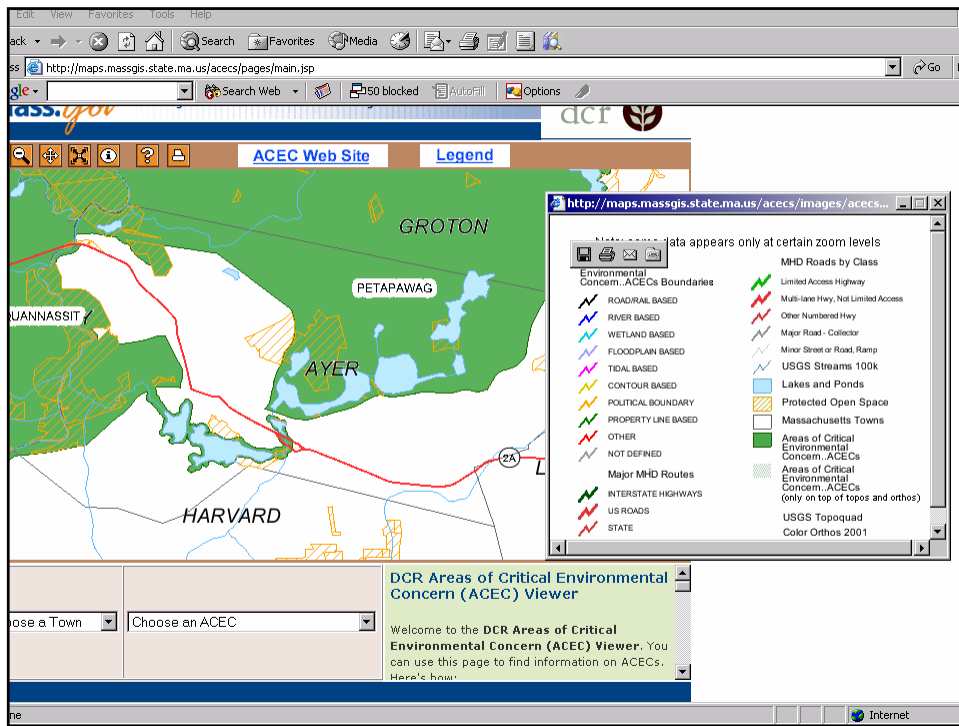 Edit View Favorites Tools Help
ack Search Favorites Media
ss http://maps.massgis.state.ma.us/acecs/pages/main.jsp Go
gle Search Web 50 blocked AutoFill Options
ass.gov dcr
ACEC Web Site Legend
GROTON
PETAPAWAG
QUANNASSIT
AYER
2A
L
HARVARD
http://maps.massgis.state.ma.us/acecs/images/acecs...
data appears only at certain zoom levels
Environmental
Concern..ACECs Boundaries
ROAD/RAIL BASED
RIVER BASED
WETLAND BASED
FLOODPLAIN BASED
TIDAL BASED
CONTOUR BASED
POLITICAL BOUNDARY
PROPERTY LINE BASED
OTHER
NOT DEFINED
Major MHD Routes
INTERSTATE HIGHWAYS
US ROADS
STATE
MHD Roads by Class
Limited Access Highway
Multi-lane Hwy, Not Limited Access
Other Numbered Hwy
Major Road - Collector
Minor Street or Road, Ramp
USGS Streams 100k
Lakes and Ponds
Protected Open Space
Massachusetts Towns
Areas of Critical
Environmental
Concern..ACECs
Areas of Critical
Environmental
Concern..ACECs
(only on top of topos and orthos)
USGS Topoquad
Color Orthos 2001
oose a Town
Choose an ACEC
DCR Areas of Critical Environmental
Concern (ACEC) Viewer
Welcome to the DCR Areas of Critical
Environmental Concern (ACEC) Viewer. You
can use this page to find information on ACECs.
Here's how:
ne Internet